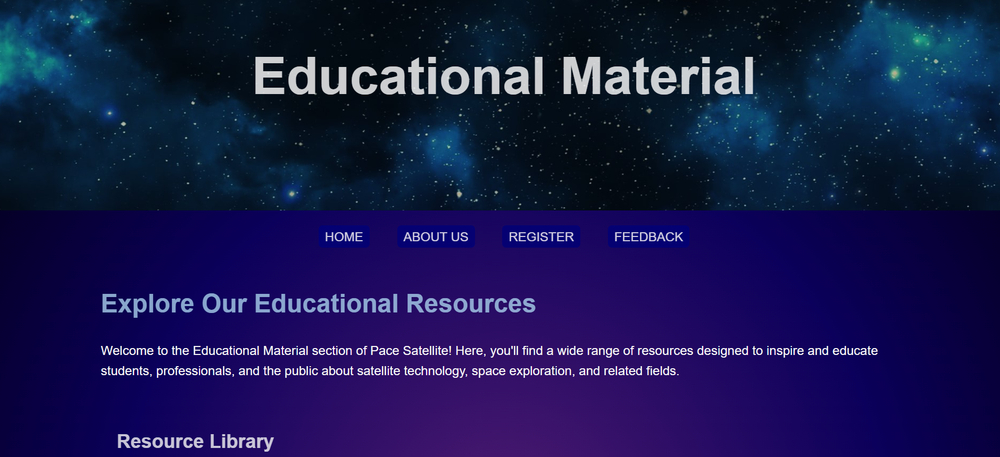 Educational Material
HOME ABOUT US REGISTER FEEDBACK
Explore Our Educational Resources
Welcome to the Educational Material section of Pace Satellite! Here, you'll find a wide range of resources designed to inspire and educate
students, professionals, and the public about satellite technology, space exploration, and related fields.
Resource Library